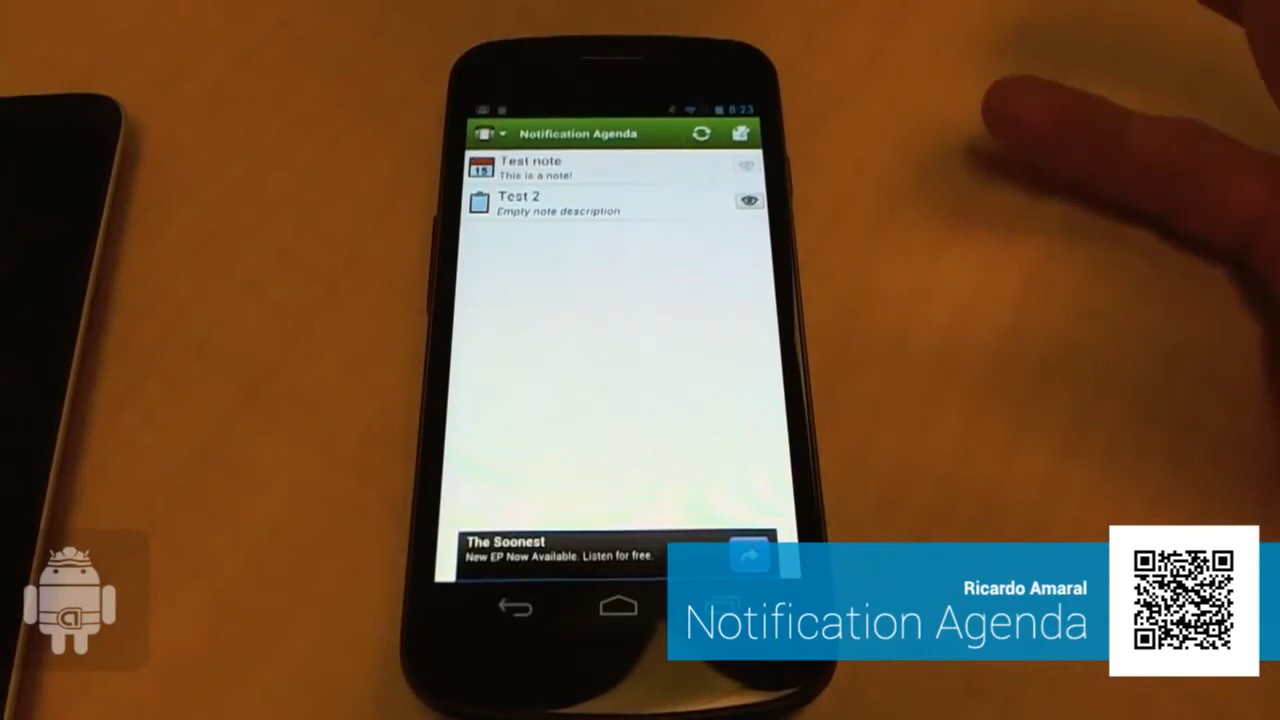 8:23
Notification Agenda
Test note
This is a note!
15
Test 2
Empty note description
The Soonest
New EP Now Available. Listen for free.
Ricardo Amaral
Notification Agenda